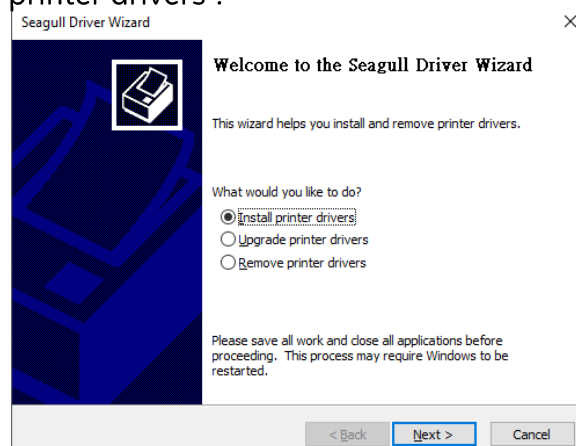 printer drivers".
Seagull Driver Wizard
Welcome to the Seagull Driver Wizard
This wizard helps you install and remove printer drivers.
What would you like to do?
Install printer drivers
Upgrade printer drivers
Remove printer drivers
Please save all work and close all applications before
proceeding. This process may require Windows to be
restarted.
< Back
Next >
Cancel